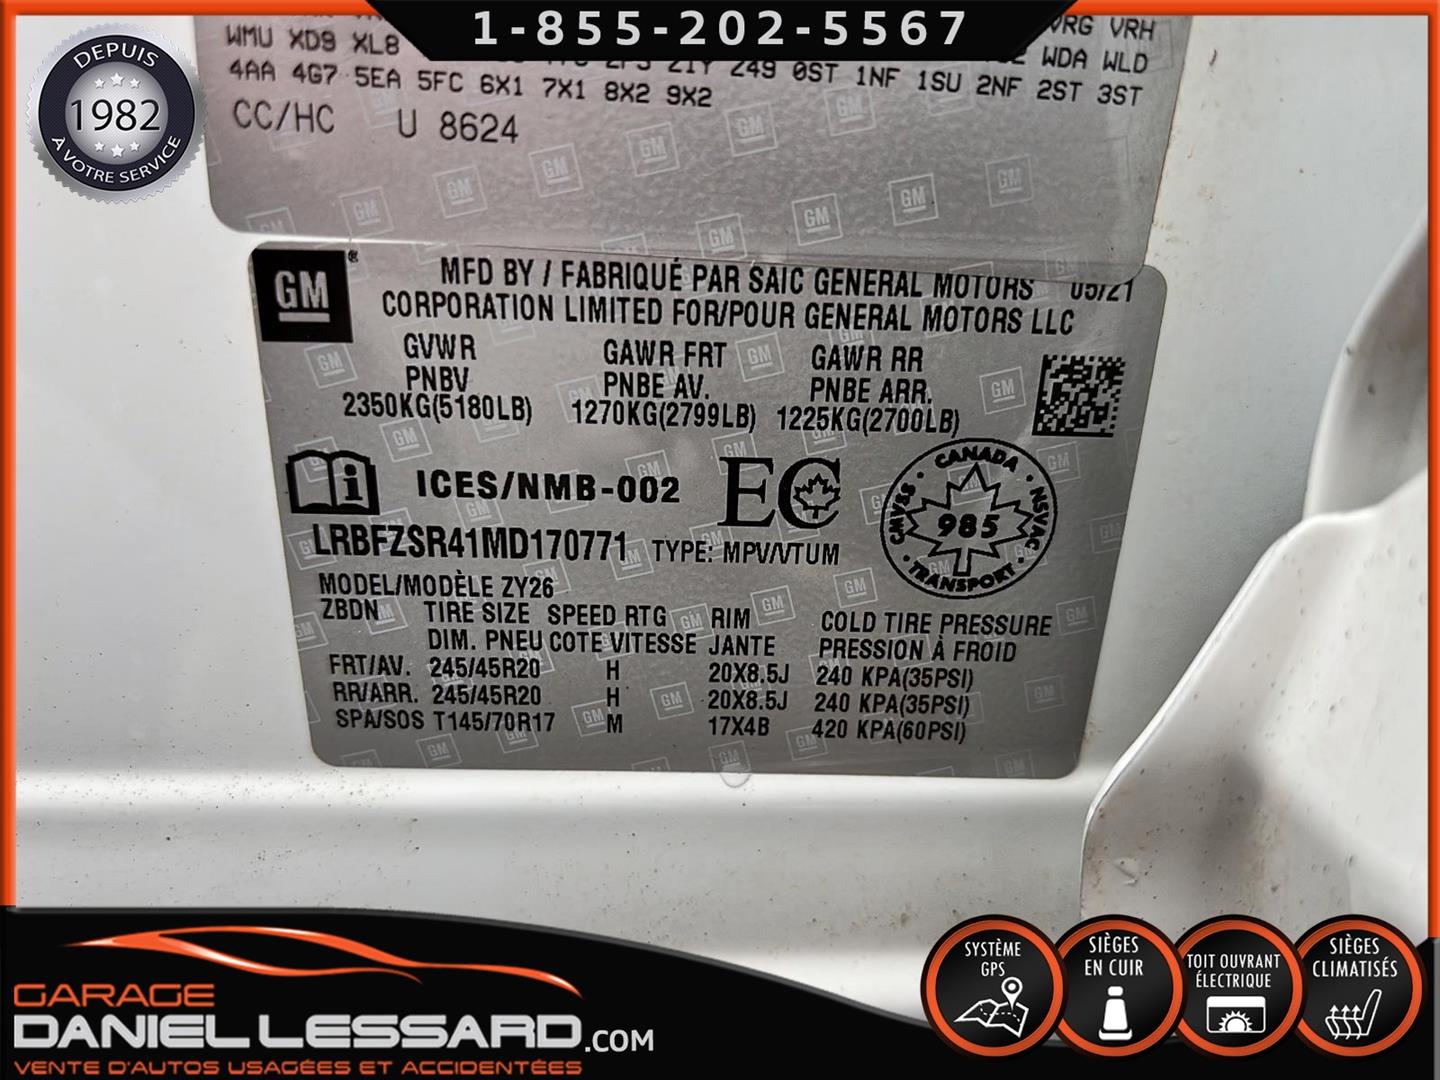 1-855-202-5567
DEPUIS
1982
A VOTRE SERVICE
VRG VRH
WMU XD9 XL8
WDA WLD
4AA 4G7 5EA 5FC 6X1 7X1 8X2 9X2
Z1Y Z49 0ST 1NF 1SU 2NF 2ST 3ST
CC/HC U 8624
GM
MFD BY / FABRIQUÉ PAR SAIC GENERAL MOTORS 05/21
CORPORATION LIMITED FOR/POUR GENERAL MOTORS LLC
GVWR GAWR FRT GAWR RR
PNBV PNBE AV. PNBE ARR.
2350KG(5180LB) 1270KG(2799LB) 1225KG(2700LB)
ICES/NMB-002 EC
CANADA
CMVSS 985 NSVAC
TRANSPORT
LRBFZSR41MD170771 TYPE: MPV/VTUM
MODEL/MODÈLE ZY26
ZBDN TIRE SIZE SPEED RTG RIM COLD TIRE PRESSURE
DIM. PNEU COTE VITESSE JANTE PRESSION À FROID
FRT/AV. 245/45R20 H 20X8.5J 240 KPA(35PSI)
RR/ARR. 245/45R20 H 20X8.5J 240 KPA(35PSI)
SPA/SOS T145/70R17 M 17X4B 420 KPA(60PSI)
GARAGE
DANIEL LESSARD.COM
VENTE D'AUTOS USAGÉES ET ACCIDENTÉES
SYSTÈME
GPS
SIÈGES
EN CUIR
TOIT OUVRANT
ÉLECTRIQUE
SIÈGES
CLIMATISÉS